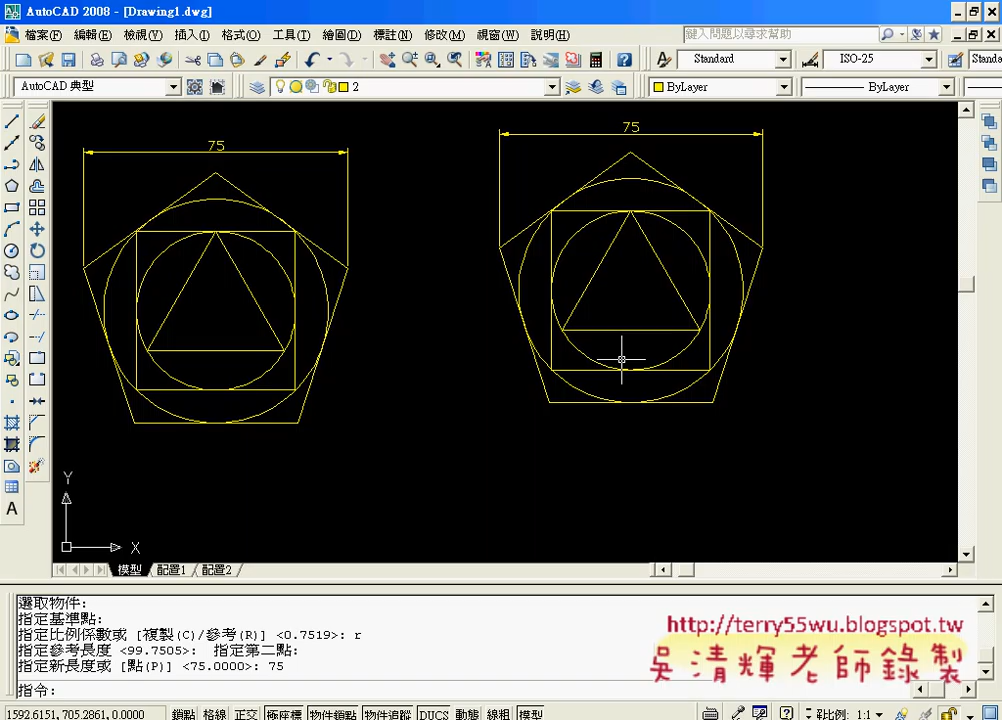 AutoCAD 2008 - [Drawing1.dwg]
檔案(F) 編輯(E) 檢視(V) 插入(I) 格式(O) 工具(T) 繪圖(D) 標註(N) 修改(M) 視窗(W) 說明(H) 鍵入問題以尋求幫助
Standard ISO-25 Standa
AutoCAD 典型 2 ByLayer ByLayer
75 75
Y
X
A
模型 配置1 配置2
選取物件:
指定基準點:
指定比例係數或 [複製(C)/參考(R)] <0.7519>: r
指定參考長度 <99.7505>: 指定第二點:
指定新長度或 [點(P)] <75.0000>: 75
指令:
http://terry55wu.blogspot.tw
吳清輝老師錄製
1592.6151, 705.2861, 0.0000 鎖點 格線 正交 極座標 物件鎖點 物件追蹤 DUCS 動態 線粗 模型 註比例: 1:1